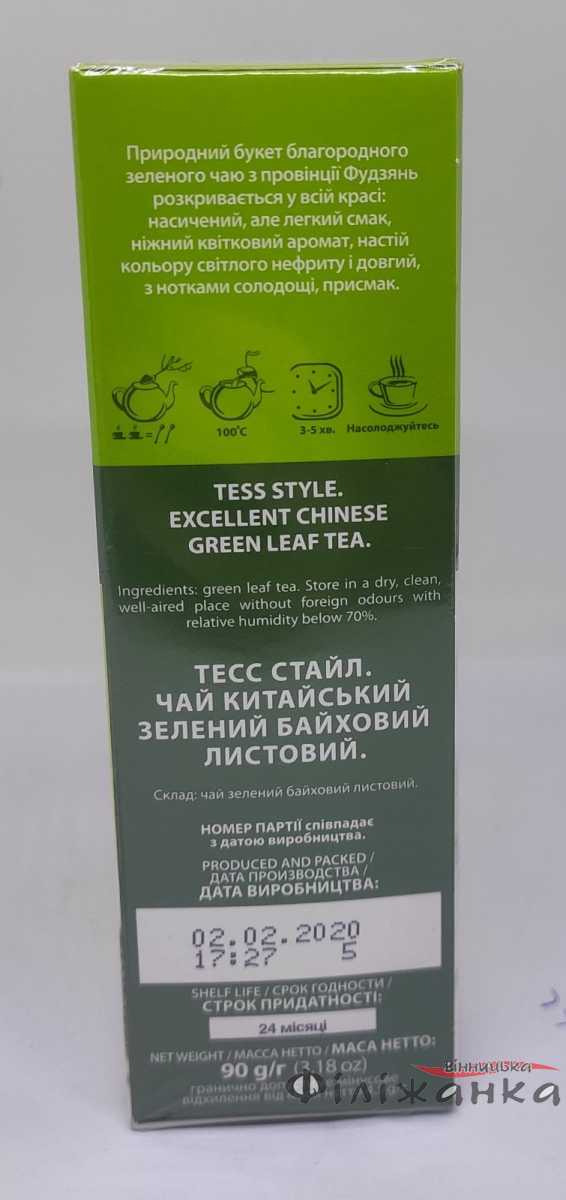 Природний букет благородного
зеленого чаю з провінції Фудзянь
розкривається у всій красі:
насичений, але легкий смак,
ніжний квітковий аромат, настій
кольору світлого нефриту і довгий,
з нотками солодощі, присмак.
100°C
3-5 хв.
Насолоджуйтесь
TESS STYLE.
EXCELLENT CHINESE
GREEN LEAF TEA.
Ingredients: green leaf tea. Store in a dry, clean,
well-aired place without foreign odours with
relative humidity below 70%.
ТЕСС СТАЙЛ.
ЧАЙ КИТАЙСЬКИЙ
ЗЕЛЕНИЙ БАЙХОВИЙ
ЛИСТОВИЙ.
Склад: чай зелений байховий листовий.
НОМЕР ПАРТІЇ співпадає
з датою виробництва.
PRODUCED AND PACKED /
ДАТА ПРОИЗВОДСТВА /
ДАТА ВИРОБНИЦТВА:
02.02.2020
17:27 5
SHELF LIFE / СРОК ГОДНОСТИ /
СТРОК ПРИДАТНОСТІ:
24 місяці
NET WEIGHT / МАССА НЕТТО / МАСА НЕТТО:
90 g/г (3.18 oz)
гранично
відхилення від
Вінницька
Філіжанка